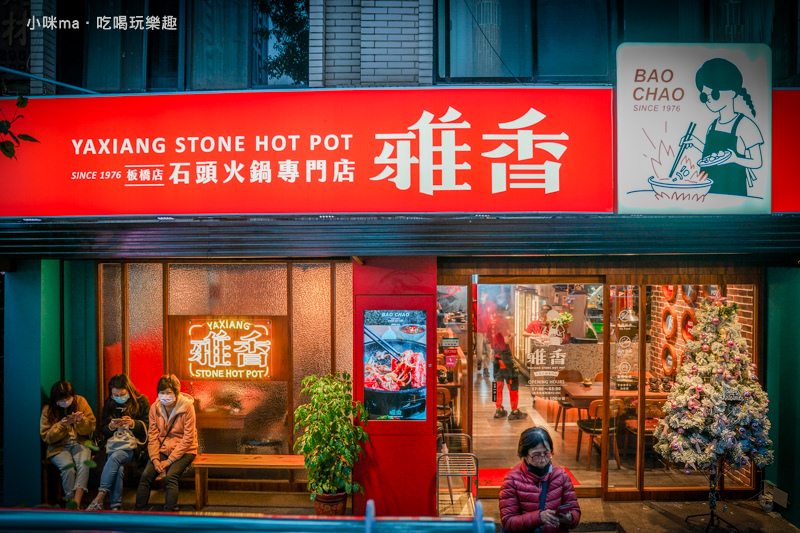 小咪ma · 吃喝玩樂趣
YAXIANG STONE HOT POT
SINCE 1976 板橋店 石頭火鍋專門店
雅香
BAO
CHAO
SINCE 1976
YAXIANG
雅香
STONE HOT POT
BAO CHAO
雅香
OPENING HOURS